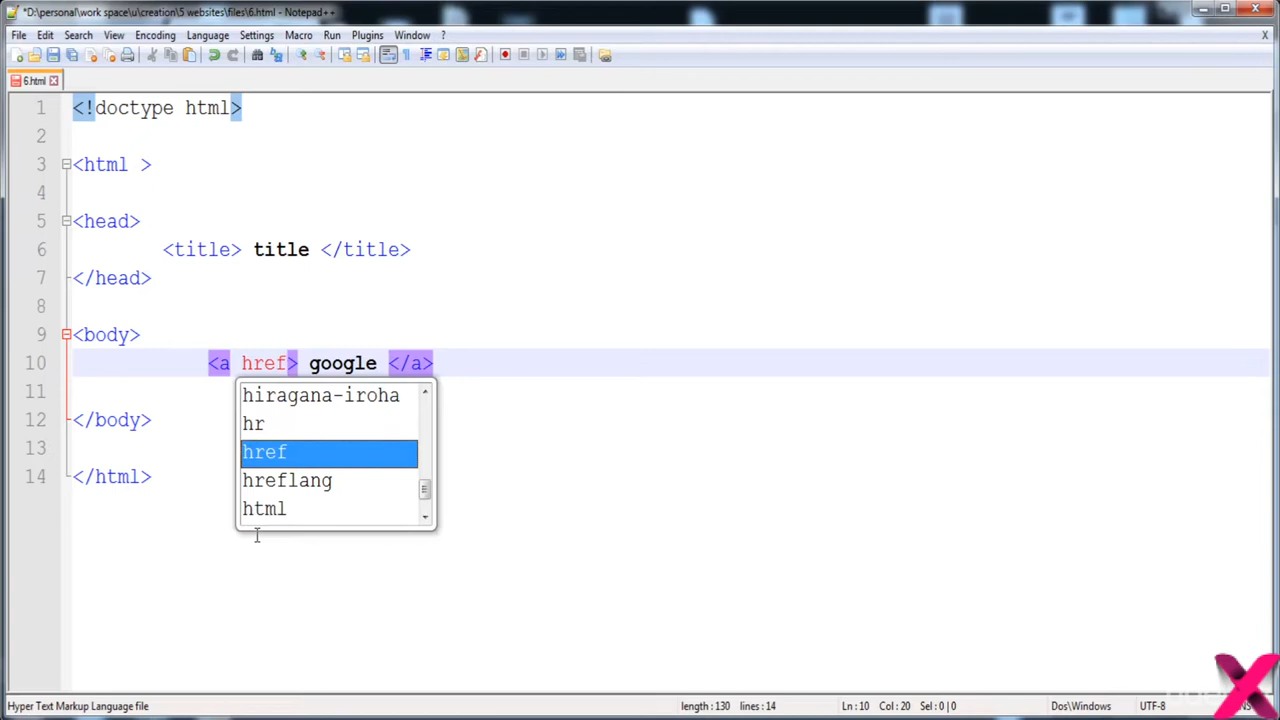 *D:\personal\work space\u\creation\5 websites\files\6.html - Notepad++
File Edit Search View Encoding Language Settings Macro Run Plugins Window ? X
6.html
1 <!doctype html>
2
3 <html >
4
5 <head>
6 <title> title </title>
7 </head>
8
9 <body>
10 <a href> google </a>
11
12 </body>
13
14 </html>
hiragana-iroha
hr
href
hreflang
html
Hyper Text Markup Language file length : 130 lines : 14 Ln : 10 Col : 20 Sel : 0 | 0 Dos\Windows UTF-8